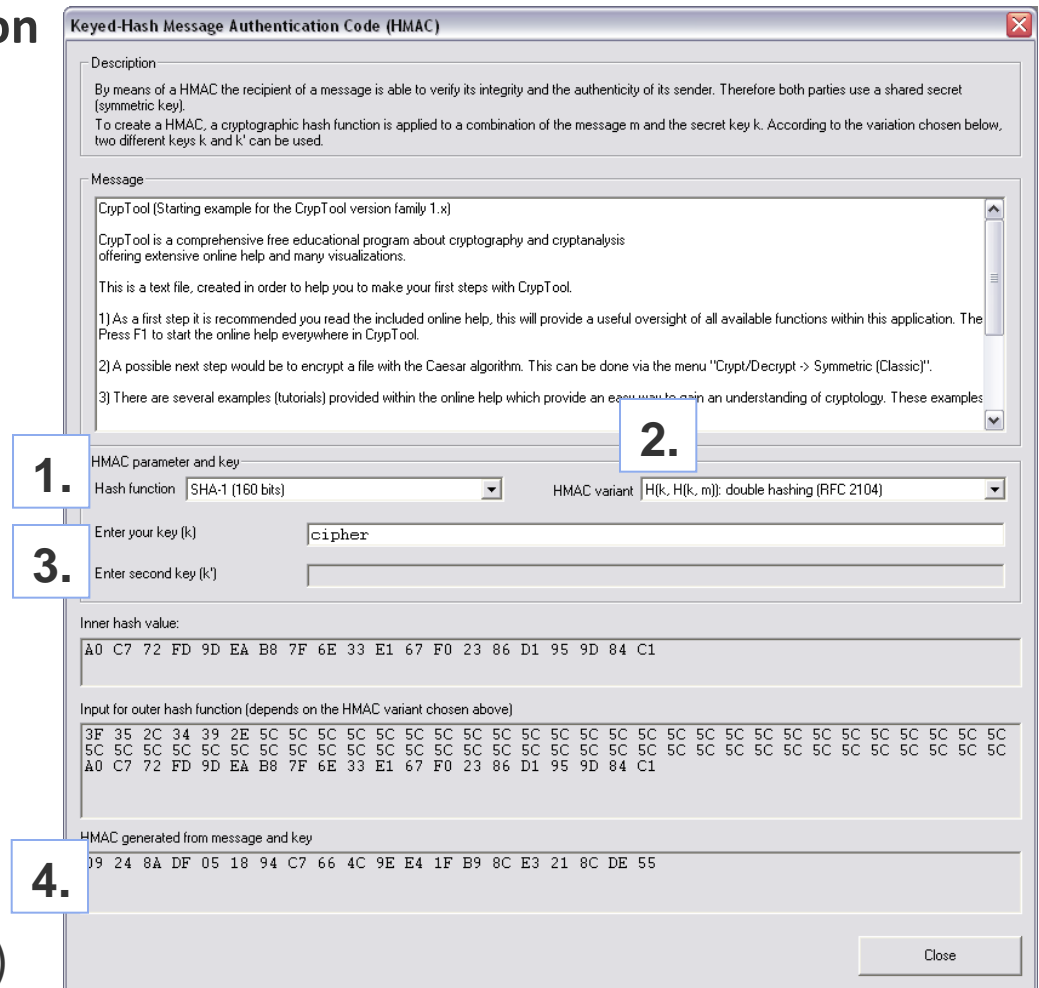 on
Keyed-Hash Message Authentication Code (HMAC)
Description
By means of a HMAC the recipient of a message is able to verify its integrity and the authenticity of its sender. Therefore both parties use a shared secret
(symmetric key).
To create a HMAC, a cryptographic hash function is applied to a combination of the message m and the secret key k. According to the variation chosen below,
two different keys k and k' can be used.
Message
CrypTool (Starting example for the CrypTool version family 1.x)
CrypTool is a comprehensive free educational program about cryptography and cryptanalysis
offering extensive online help and many visualizations.
This is a text file, created in order to help you to make your first steps with CrypTool.
1) As a first step it is recommended you read the included online help, this will provide a useful oversight of all available functions within this application. The
Press F1 to start the online help everywhere in CrypTool.
2) A possible next step would be to encrypt a file with the Caesar algorithm. This can be done via the menu "Crypt/Decrypt -> Symmetric (Classic)".
3) There are several examples (tutorials) provided within the online help which provide an easy way to gain an understanding of cryptology. These examples
2.
1.
HMAC parameter and key
Hash function SHA-1 (160 bits) HMAC variant H(k, H(k, m)): double hashing (RFC 2104)
Enter your key (k) cipher
3.
Enter second key (k')
Inner hash value:
A0 C7 72 FD 9D EA B8 7F 6E 33 E1 67 F0 23 86 D1 95 9D 84 C1
Input for outer hash function (depends on the HMAC variant chosen above)
3F 35 2C 34 39 2E 5C 5C 5C 5C 5C 5C 5C 5C 5C 5C 5C 5C 5C 5C 5C 5C 5C 5C 5C 5C 5C 5C 5C 5C 5C 5C
5C 5C 5C 5C 5C 5C 5C 5C 5C 5C 5C 5C 5C 5C 5C 5C 5C 5C 5C 5C 5C 5C 5C 5C 5C 5C 5C 5C 5C 5C 5C 5C
A0 C7 72 FD 9D EA B8 7F 6E 33 E1 67 F0 23 86 D1 95 9D 84 C1
HMAC generated from message and key
09 24 8A DF 05 18 94 C7 66 4C 9E E4 1F B9 8C E3 21 8C DE 55
4.
)
Close